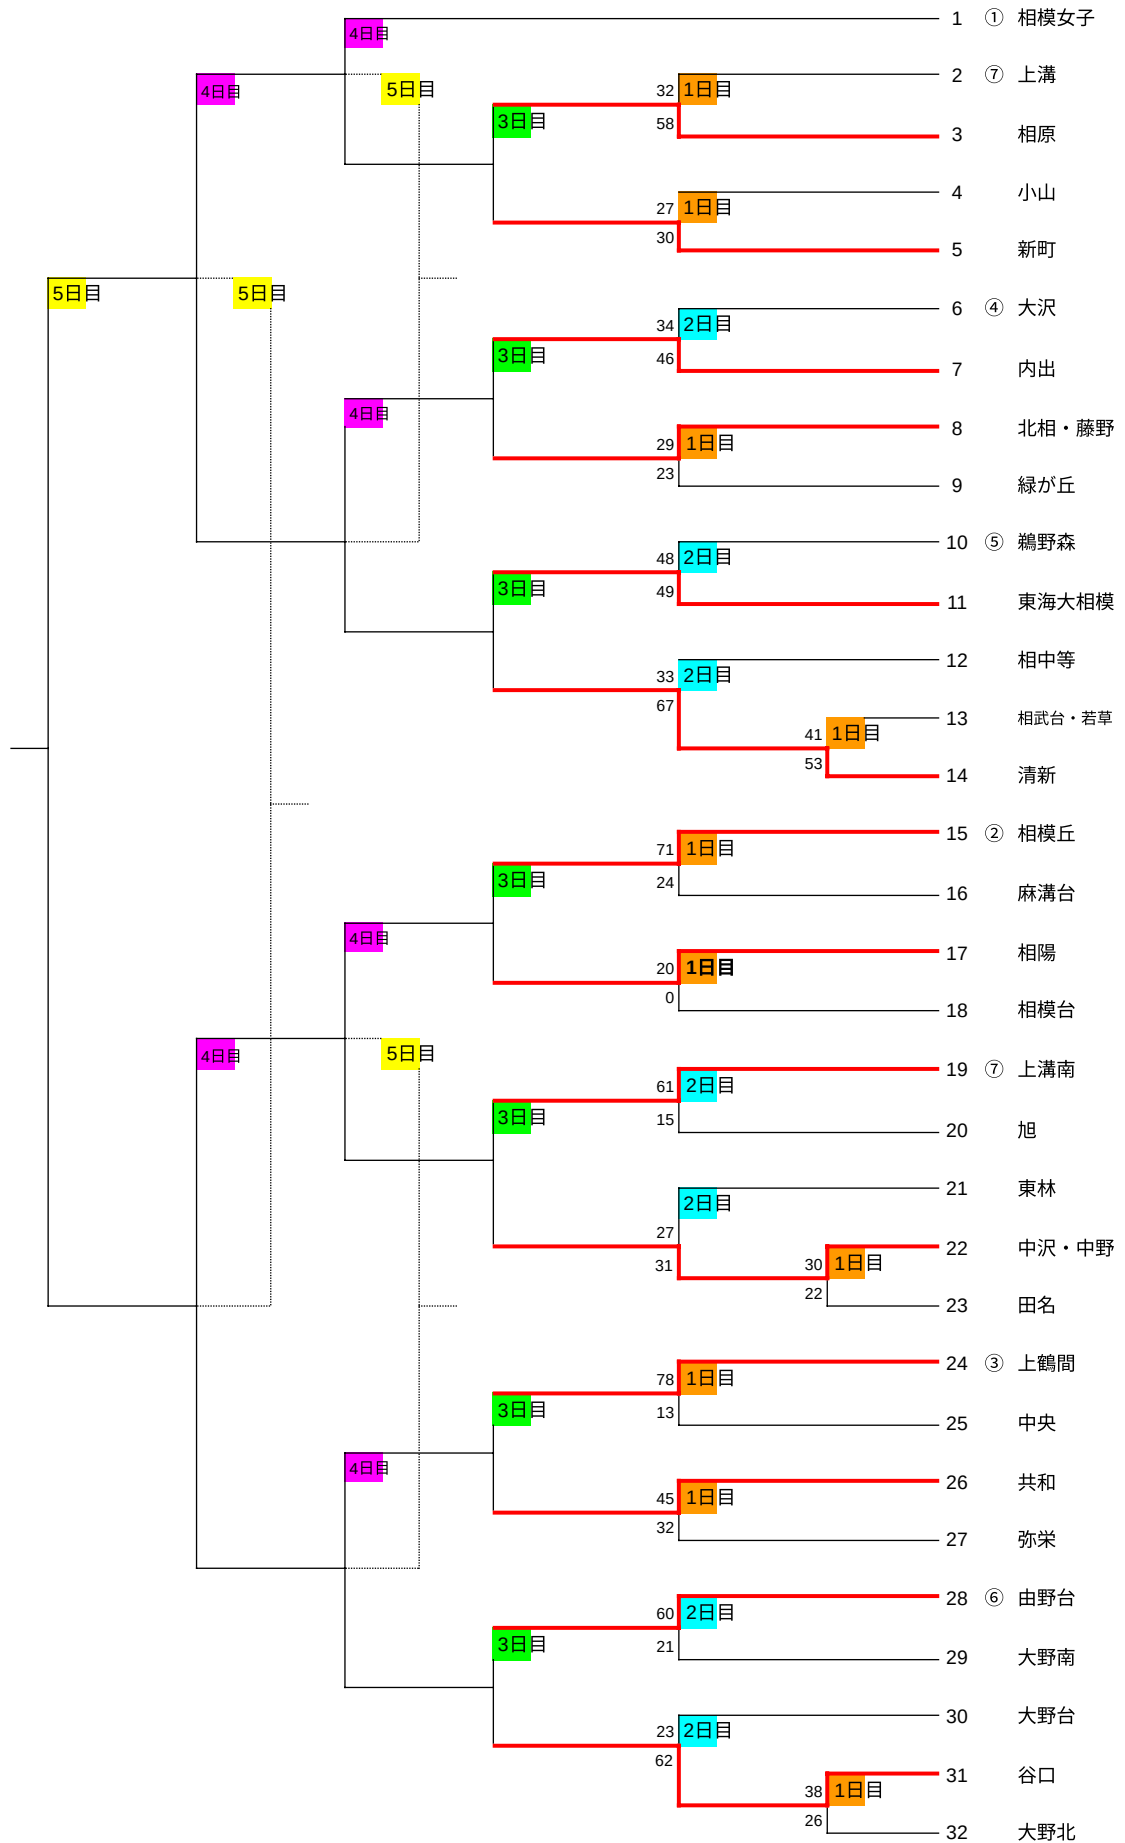 4日目
1 ① 相模女子
4日目 5日目 32 1日目 2 ⑦ 上溝
3日目 58 3 相原
27 1日目 4 小山
30 5 新町
5日目 5日目
34 2日目 6 ④ 大沢
3日目 46 7 内出
4日目 29 1日目 8 北相・藤野
23 9 緑が丘
48 2日目 10 ⑤ 鵜野森
3日目 49 11 東海大相模
33 2日目 12 相中等
67
41 1日目 13 相武台・若草
53 14 清新
71 1日目 15 ② 相模丘
3日目 24 16 麻溝台
4日目 20 1日目 17 相陽
0 18 相模台
4日目 5日目 61 2日目 19 ⑦ 上溝南
3日目 15 20 旭
2日目 21 東林
27
31 30 1日目 22 中沢・中野
22 23 田名
78 1日目 24 ③ 上鶴間
3日目 13 25 中央
4日目 45 1日目 26 共和
32 27 弥栄
60 2日目 28 ⑥ 由野台
3日目 21 29 大野南
23 2日目 30 大野台
62
38 1日目 31 谷口
26 32 大野北